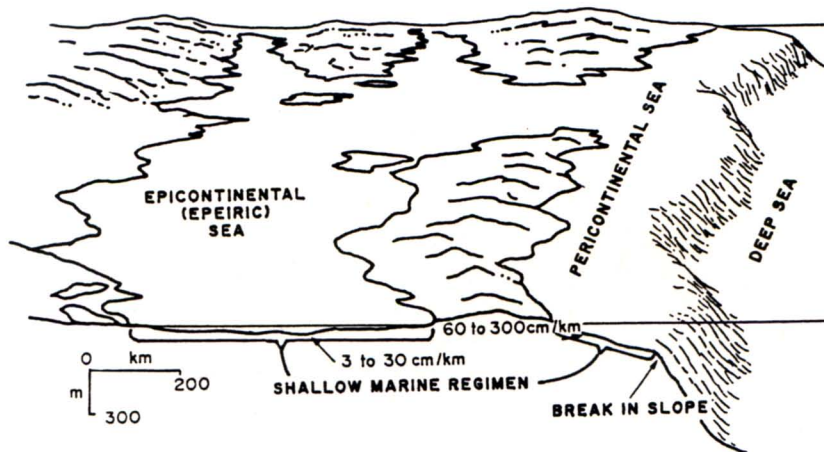 EPICONTINENTAL
(EPEIRIC)
SEA
PERICONTINENTAL SEA
DEEP SEA
60 to 300cm/km
0 km
200
m
300
3 to 30 cm/km
SHALLOW MARINE REGIMEN
BREAK IN SLOPE